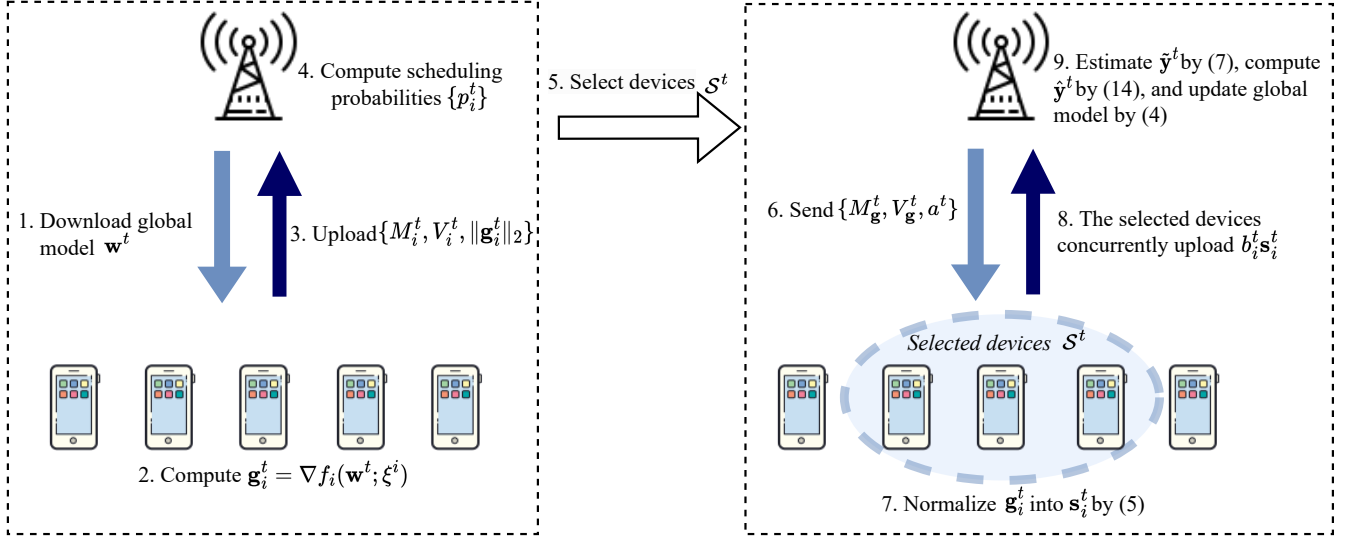 4. Compute scheduling
probabilities {p_i^t}
1. Download global
model w^t
3. Upload{M_i^t, V_i^t, ‖g_i^t‖_2}
2. Compute g_i^t = ∇f_i(w^t; ξ^i)
5. Select devices S^t
9. Estimate ỹ^t by (7), compute
ŷ^t by (14), and update global
model by (4)
6. Send {M_g^t, V_g^t, a^t}
8. The selected devices
concurrently upload b_i^t s_i^t
Selected devices S^t
7. Normalize g_i^t into s_i^t by (5)